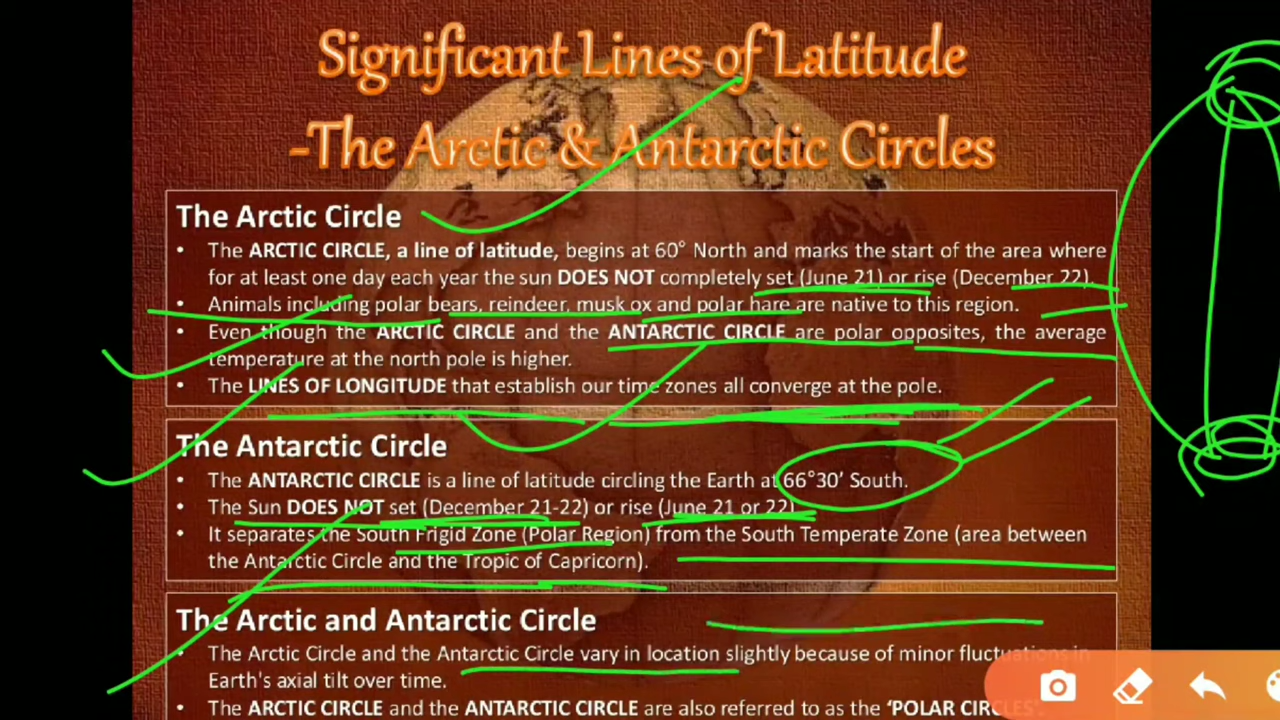 Significant Lines of Latitude
-The Arctic & Antarctic Circles
The Arctic Circle
• The ARCTIC CIRCLE, a line of latitude, begins at 60° North and marks the start of the area where
for at least one day each year the sun DOES NOT completely set (June 21) or rise (December 22).
• Animals including polar bears, reindeer, musk ox and polar hare are native to this region.
• Even though the ARCTIC CIRCLE and the ANTARCTIC CIRCLE are polar opposites, the average
temperature at the north pole is higher.
• The LINES OF LONGITUDE that establish our time zones all converge at the pole.
The Antarctic Circle
• The ANTARCTIC CIRCLE is a line of latitude circling the Earth at 66°30′ South.
• The Sun DOES NOT set (December 21-22) or rise (June 21 or 22)
• It separates the South Frigid Zone (Polar Region) from the South Temperate Zone (area between
the Antarctic Circle and the Tropic of Capricorn).
The Arctic and Antarctic Circle
• The Arctic Circle and the Antarctic Circle vary in location slightly because of minor fluctuations in
Earth's axial tilt over time.
• The ARCTIC CIRCLE and the ANTARCTIC CIRCLE are also referred to as the ‘POLAR CIRCLES’.